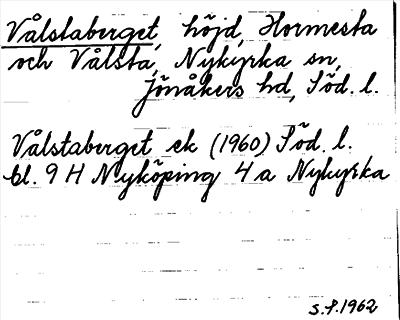 Vålstaberget, höjd, Hormesta
och Vålsta, Nykyrka sn,
Jönåkers hd, Söd. l.
Vålstaberget ek (1960) Söd. l.
bl. 9 H Nyköping 4 a Nykyrka
S.F. 1962